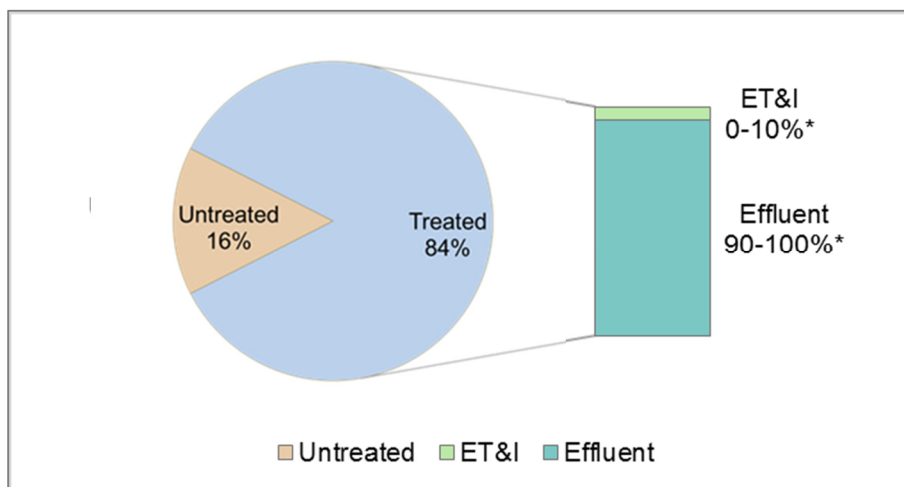 ET&I
0-10%*
Untreated
16%
Treated
84%
Effluent
90-100%*
Untreated
ET&I
Effluent